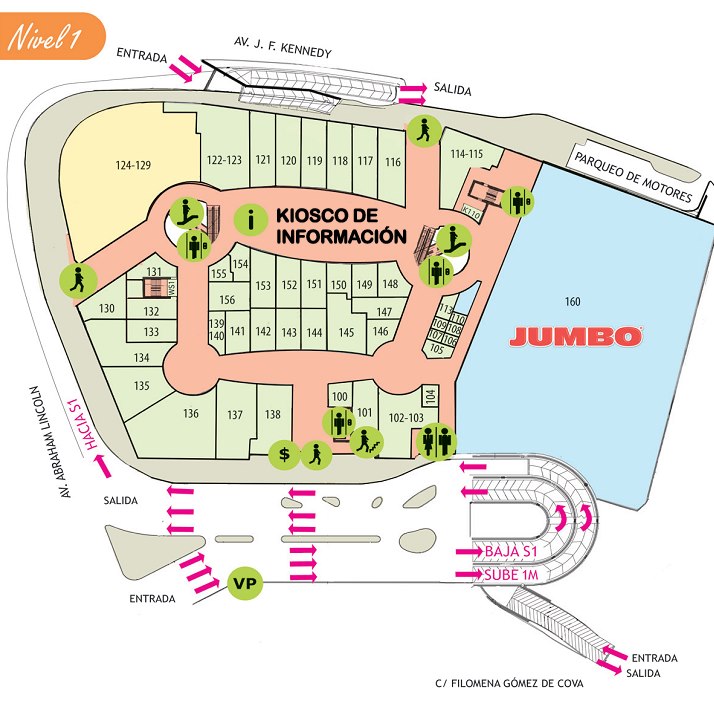 Nivel 1
AV. J. F. KENNEDY
ENTRADA
SALIDA
PARQUEO DE MOTORES
124-129
122-123
121
120
119
118
117
116
114-115
K110
i
KIOSCO DE
INFORMACIÓN
160
JUMBO
131
WS1
130
132
133
134
135
136
137
138
155
154
156
153
152
151
150
149
148
147
146
139
140
141
142
143
144
145
113
110
109
108
107
106
105
104
100
101
102-103
$
AV. ABRAHAM LINCOLN
HACIA S1
SALIDA
ENTRADA
VP
BAJA S1
SUBE 1M
ENTRADA
SALIDA
C/ FILOMENA GÓMEZ DE COVA